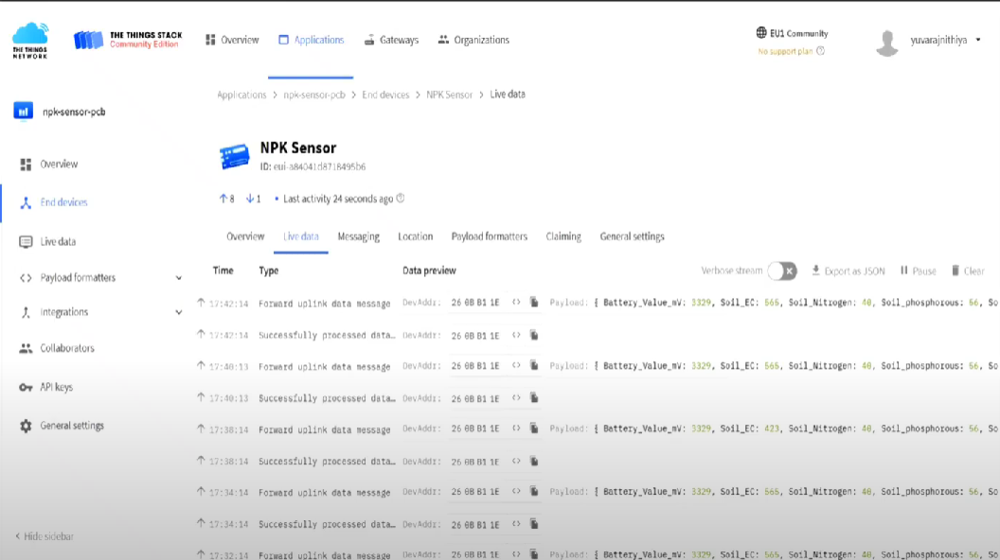 THE THINGS NETWORK
THE THINGS STACK
Community Edition
Overview
Applications
Gateways
Organizations
EU1 Community
No support plan
yuvarajnithiya
npk-sensor-pcb
Overview
End devices
Live data
Payload formatters
Integrations
Collaborators
API keys
General settings
< Hide sidebar
Applications > npk-sensor-pcb > End devices > NPK Sensor > Live data
NPK Sensor
ID: eui-a84041d8718495b6
↑ 8 ↓ 1 • Last activity 24 seconds ago
Overview Live data Messaging Location Payload formatters Claiming General settings
Time Type Data preview Verbose stream Export as JSON Pause Clear
↑ 17:42:14 Forward uplink data message DevAddr: 26 0B B1 1E <> Payload: { Battery_Value_mV: 3329, Soil_EC: 565, Soil_Nitrogen: 40, Soil_phosphorous: 56, So
↑ 17:42:14 Successfully processed data… DevAddr: 26 0B B1 1E <>
↑ 17:40:13 Forward uplink data message DevAddr: 26 0B B1 1E <> Payload: { Battery_Value_mV: 3329, Soil_EC: 565, Soil_Nitrogen: 40, Soil_phosphorous: 56, So
↑ 17:40:13 Successfully processed data… DevAddr: 26 0B B1 1E <>
↑ 17:38:14 Forward uplink data message DevAddr: 26 0B B1 1E <> Payload: { Battery_Value_mV: 3329, Soil_EC: 423, Soil_Nitrogen: 40, Soil_phosphorous: 56, So
↑ 17:38:14 Successfully processed data… DevAddr: 26 0B B1 1E <>
↑ 17:34:14 Forward uplink data message DevAddr: 26 0B B1 1E <> Payload: { Battery_Value_mV: 3329, Soil_EC: 565, Soil_Nitrogen: 40, Soil_phosphorous: 56, So
↑ 17:34:14 Successfully processed data… DevAddr: 26 0B B1 1E <>
↑ 17:32:14 Forward uplink data message DevAddr: 26 0B B1 1E <> Payload: { Battery_Value_mV: 3329, Soil_EC: 565, Soil_Nitrogen: 40, Soil_phosphorous: 56, So